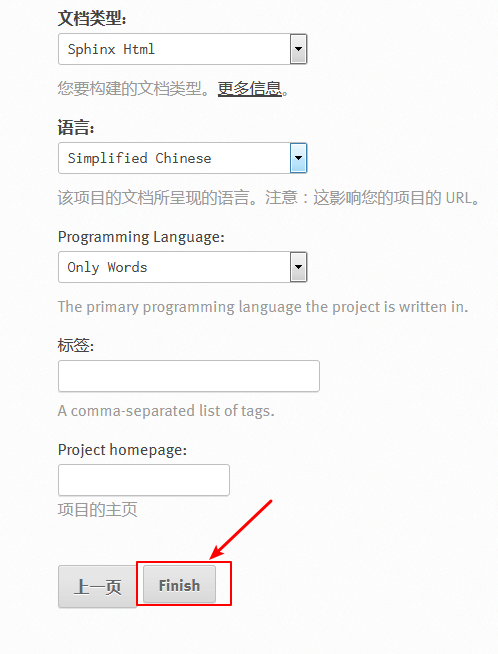 文档类型:
Sphinx Html
您要构建的文档类型。更多信息。
语言:
Simplified Chinese
该项目的文档所呈现的语言。注意：这影响您的项目的 URL。
Programming Language:
Only Words
The primary programming language the project is written in.
标签:
A comma-separated list of tags.
Project homepage:
项目的主页
上一页 Finish